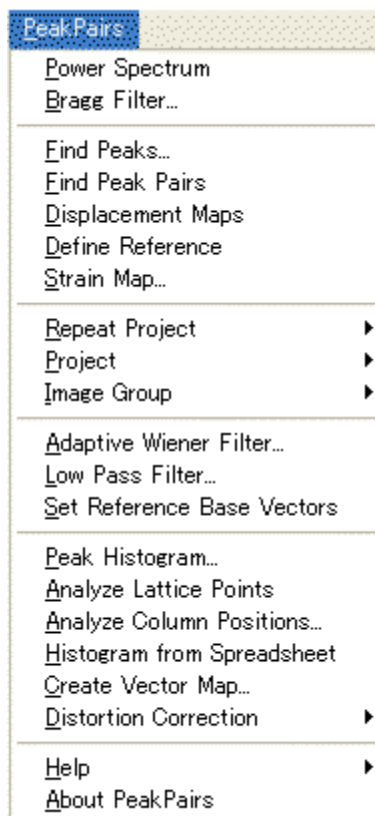 PeakPairs
Power Spectrum
Bragg Filter...
Find Peaks...
Find Peak Pairs
Displacement Maps
Define Reference
Strain Map...
Repeat Project
Project
Image Group
Adaptive Wiener Filter...
Low Pass Filter...
Set Reference Base Vectors
Peak Histogram...
Analyze Lattice Points
Analyze Column Positions...
Histogram from Spreadsheet
Create Vector Map...
Distortion Correction
Help
About PeakPairs